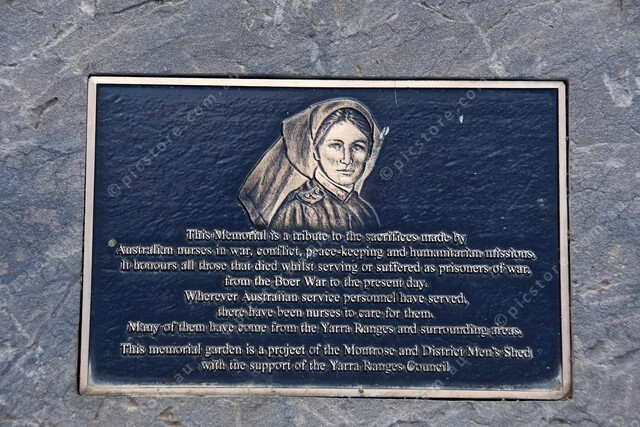 This Memorial is a tribute to the sacrifices made by
Australian nurses in war, conflict, peace-keeping and humanitarian missions.
It honours all those that died whilst serving or suffered as prisoners of war,
from the Boer War to the present day.
Wherever Australian service personnel have served,
there have been nurses to care for them.
Many of them have come from the Yarra Ranges and surrounding areas.
This memorial garden is a project of the Montrose and District Men's Shed
with the support of the Yarra Ranges Council